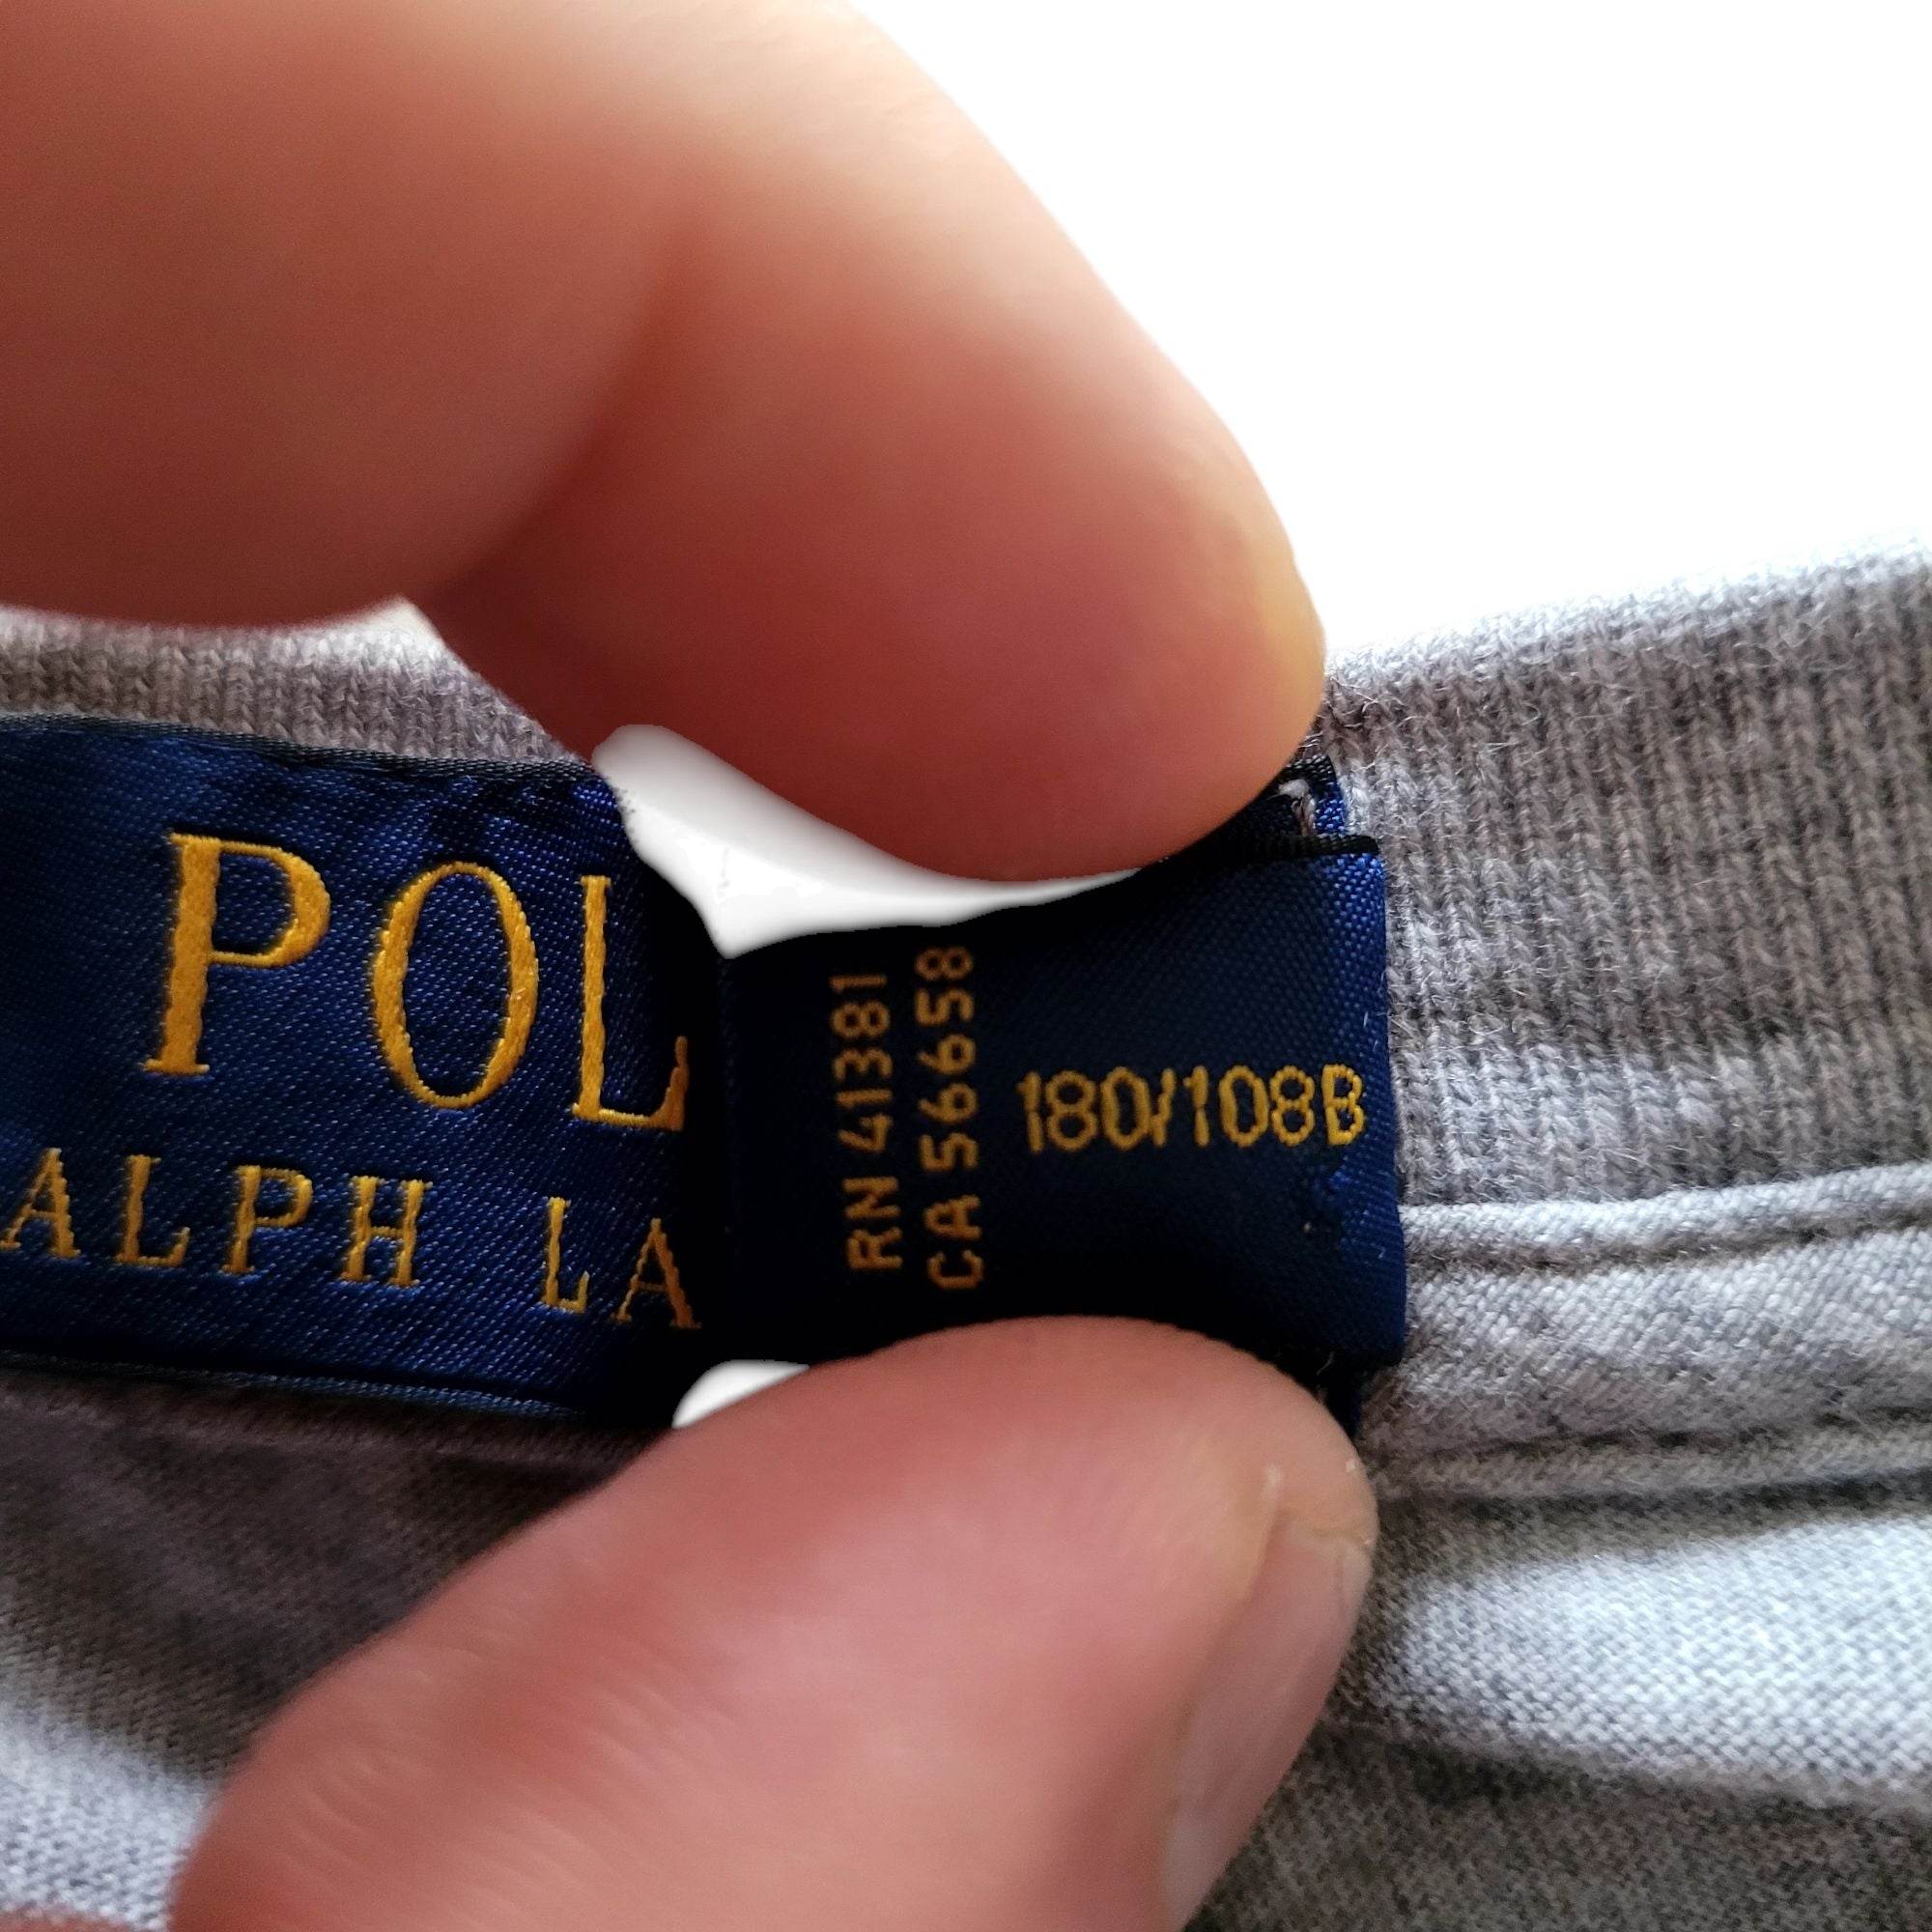 POL
ALPH LA
RN 41381
CA 56658
180/108B